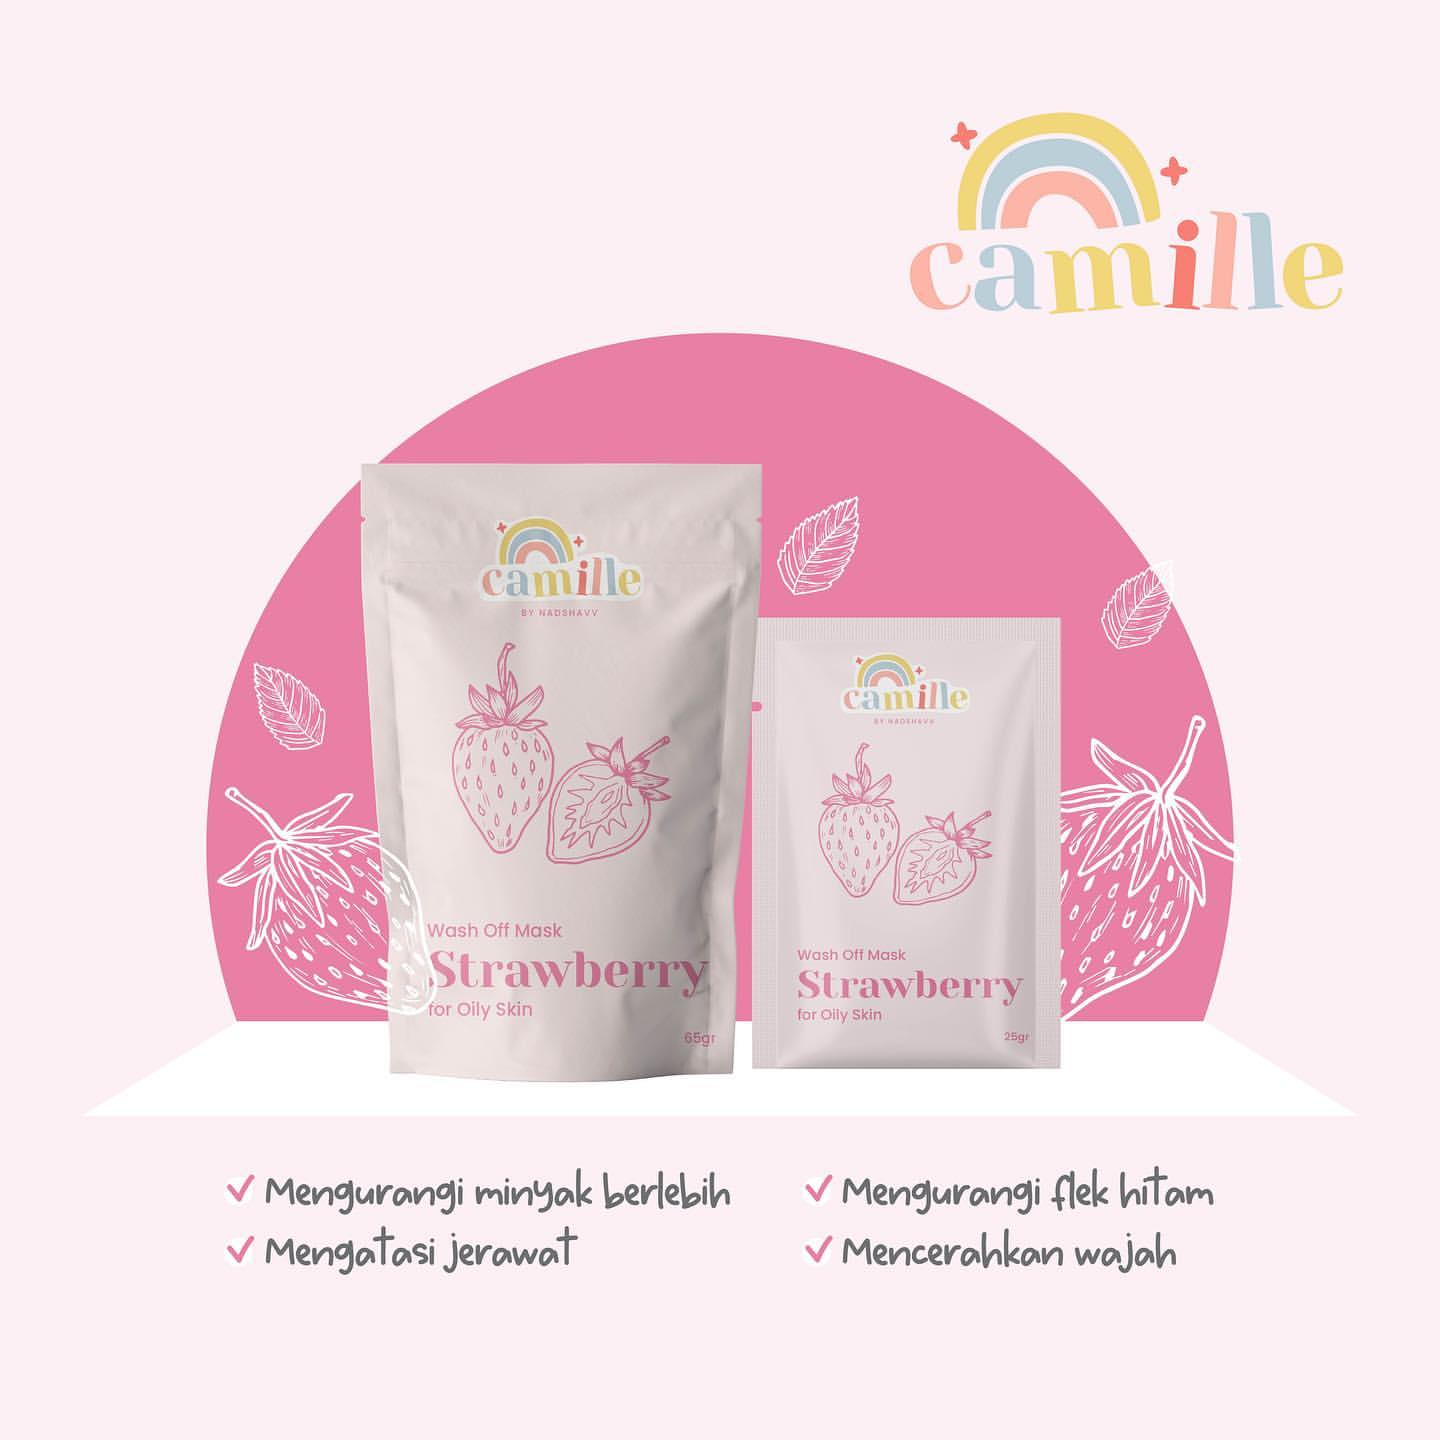 camille
camille
BY NADSHAVV
Wash Off Mask
Strawberry
for Oily Skin
65gr
camille
BY NADSHAVV
Wash Off Mask
Strawberry
for Oily Skin
25gr
Mengurangi minyak berlebih
Mengatasi jerawat
Mengurangi flek hitam
Mencerahkan wajah